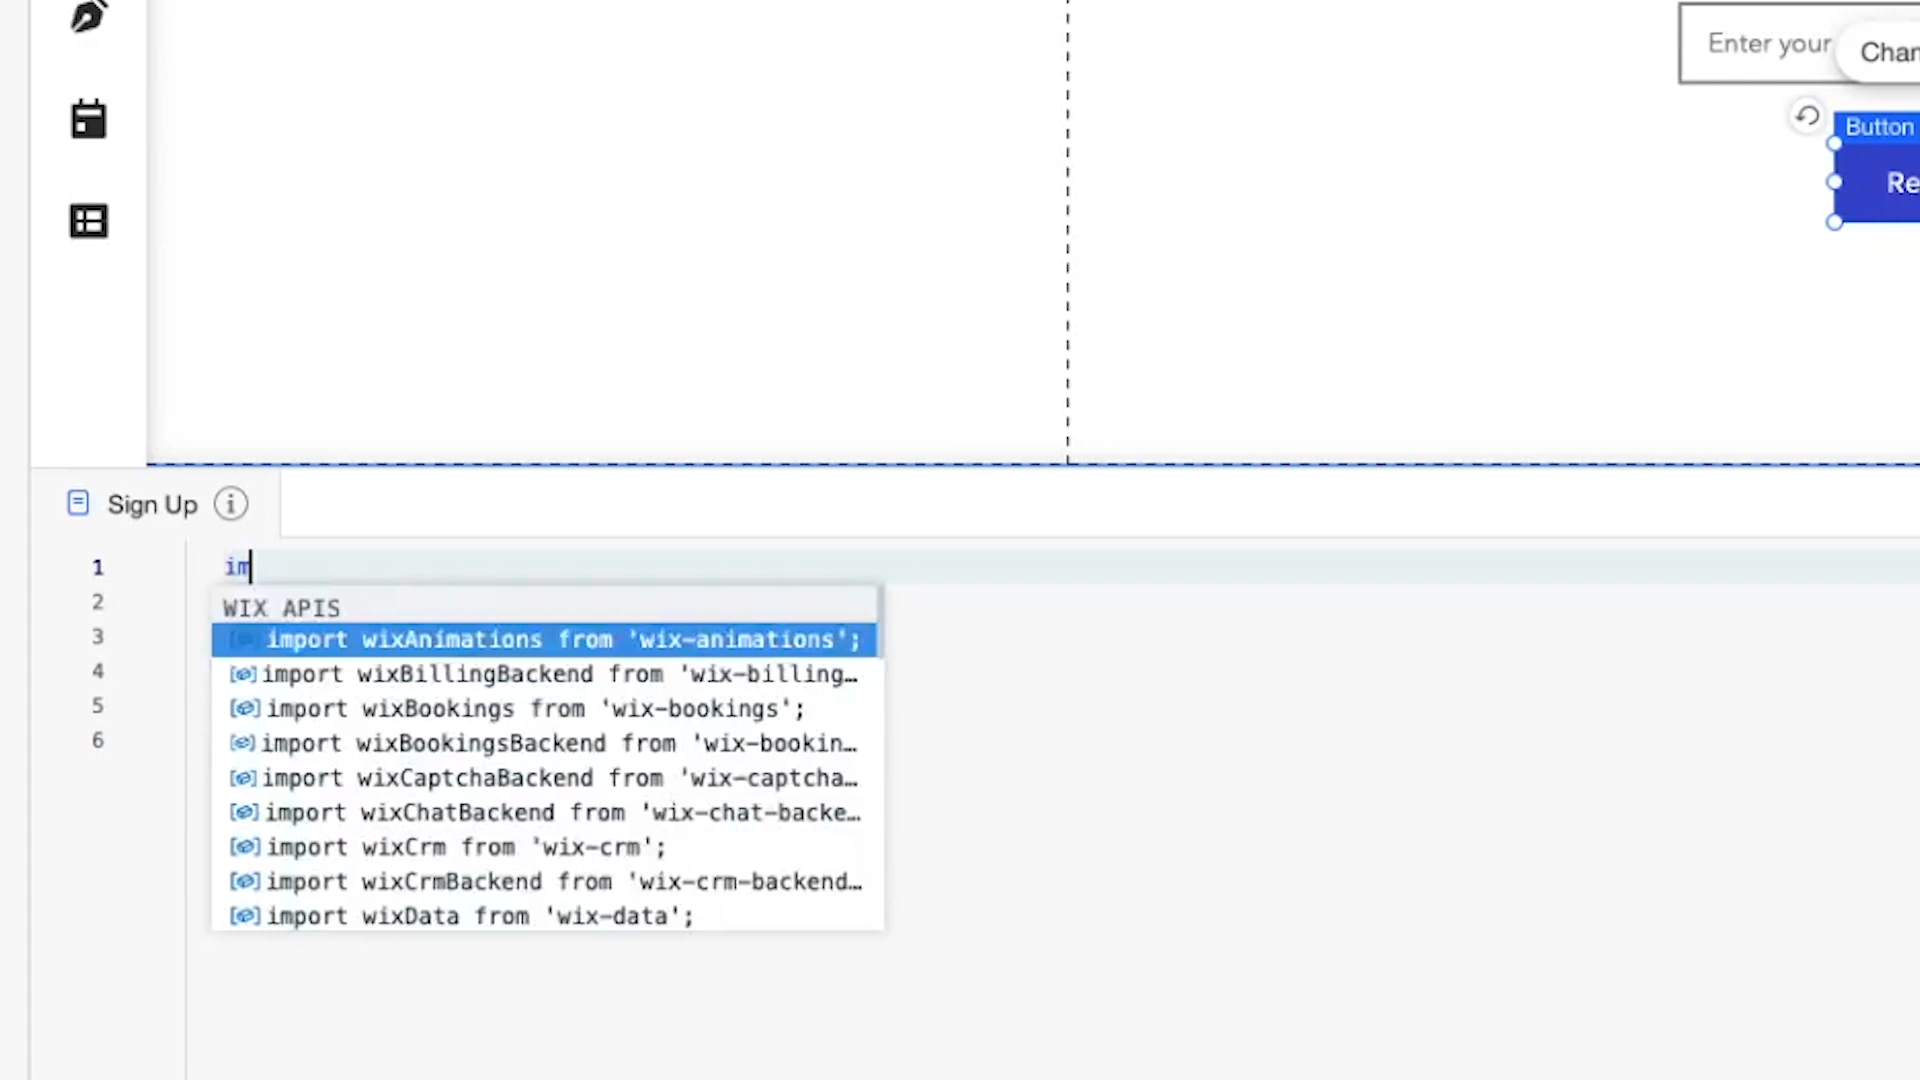 Enter your
Chan
Button
Re
Sign Up
1
im
2
WIX APIS
3
import wixAnimations from 'wix-animations';
4
import wixBillingBackend from 'wix-billing…
5
import wixBookings from 'wix-bookings';
6
import wixBookingsBackend from 'wix-bookin…
import wixCaptchaBackend from 'wix-captcha…
import wixChatBackend from 'wix-chat-backe…
import wixCrm from 'wix-crm';
import wixCrmBackend from 'wix-crm-backend…
import wixData from 'wix-data';